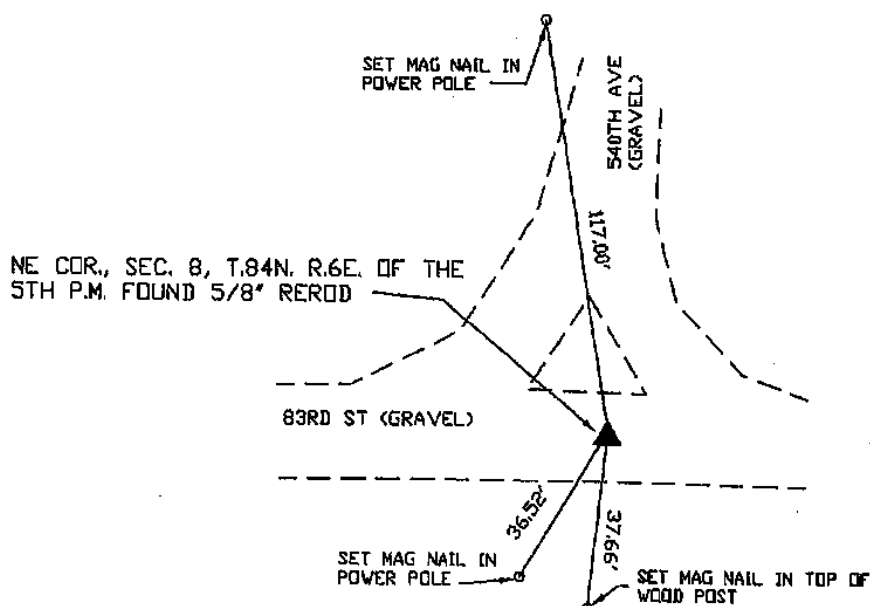 SET MAG NAIL IN
POWER POLE
540TH AVE
(GRAVEL)
117.00'
NE COR., SEC. 8, T.84N. R.6E. OF THE
5TH P.M. FOUND 5/8" REROD
83RD ST (GRAVEL)
36.52'
37.66'
SET MAG NAIL IN
POWER POLE
SET MAG NAIL IN TOP OF
WOOD POST